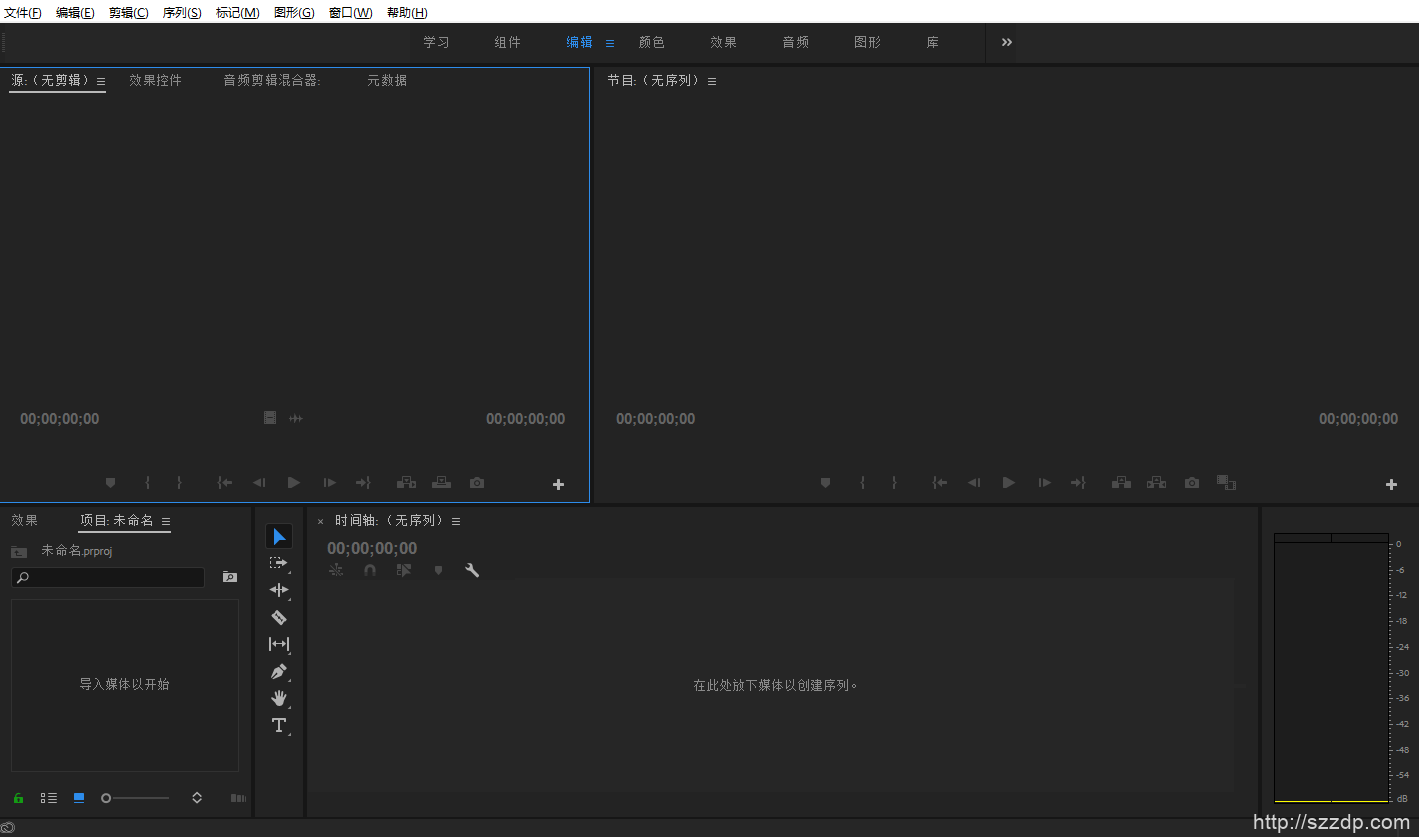 文件(F) 编辑(E) 剪辑(C) 序列(S) 标记(M) 图形(G) 窗口(W) 帮助(H)
学习 组件 编辑 颜色 效果 音频 图形 库
源:（无剪辑） 效果控件 音频剪辑混合器: 元数据
节目:（无序列）
00;00;00;00 00;00;00;00
00;00;00;00 00;00;00;00
效果 项目: 未命名
未命名.prproj
导入媒体以开始
× 时间轴:（无序列）
00;00;00;00
在此处放下媒体以创建序列。
0
-6
-12
-18
-24
-30
-36
-42
-48
-54
dB
http://szzdp.com